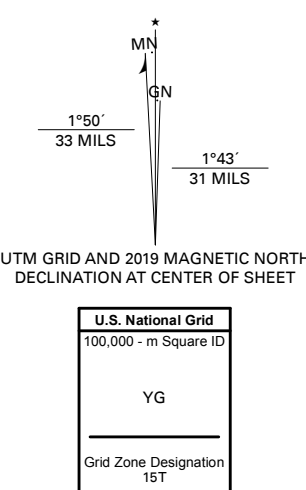 MN
GN
1°50´
33 MILS
1°43´
31 MILS
UTM GRID AND 2019 MAGNETIC NORTH
DECLINATION AT CENTER OF SHEET
U.S. National Grid
100,000 - m Square ID
YG
Grid Zone Designation
15T